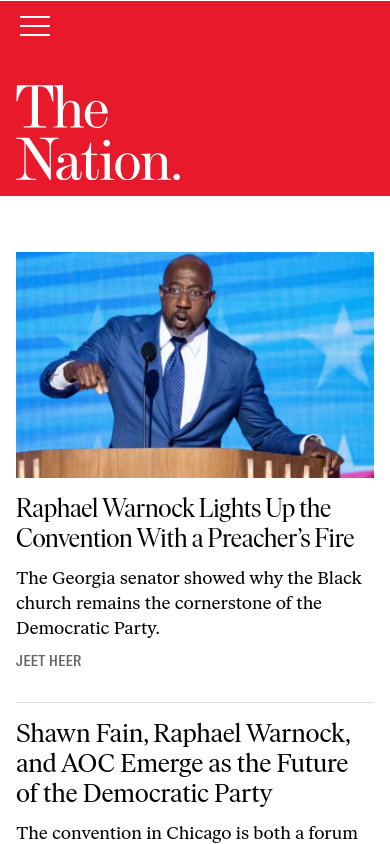 The
Nation.
Raphael Warnock Lights Up the
Convention With a Preacher’s Fire
The Georgia senator showed why the Black
church remains the cornerstone of the
Democratic Party.
JEET HEER
Shawn Fain, Raphael Warnock,
and AOC Emerge as the Future
of the Democratic Party
The convention in Chicago is both a forum